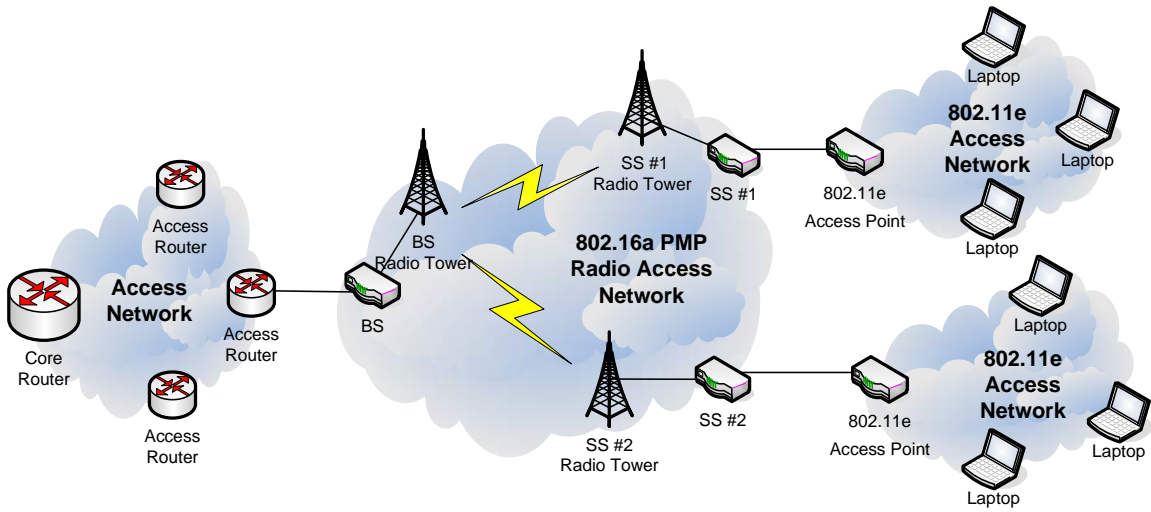 Core
Router
Access
Network
Access
Router
Access
Router
Access
Router
BS
BS
Radio Tower
802.16a PMP
Radio Access
Network
SS #1
Radio Tower
SS #1
802.11e
Access Point
802.11e
Access
Network
Laptop
Laptop
Laptop
SS #2
Radio Tower
SS #2
802.11e
Access Point
802.11e
Access
Network
Laptop
Laptop
Laptop